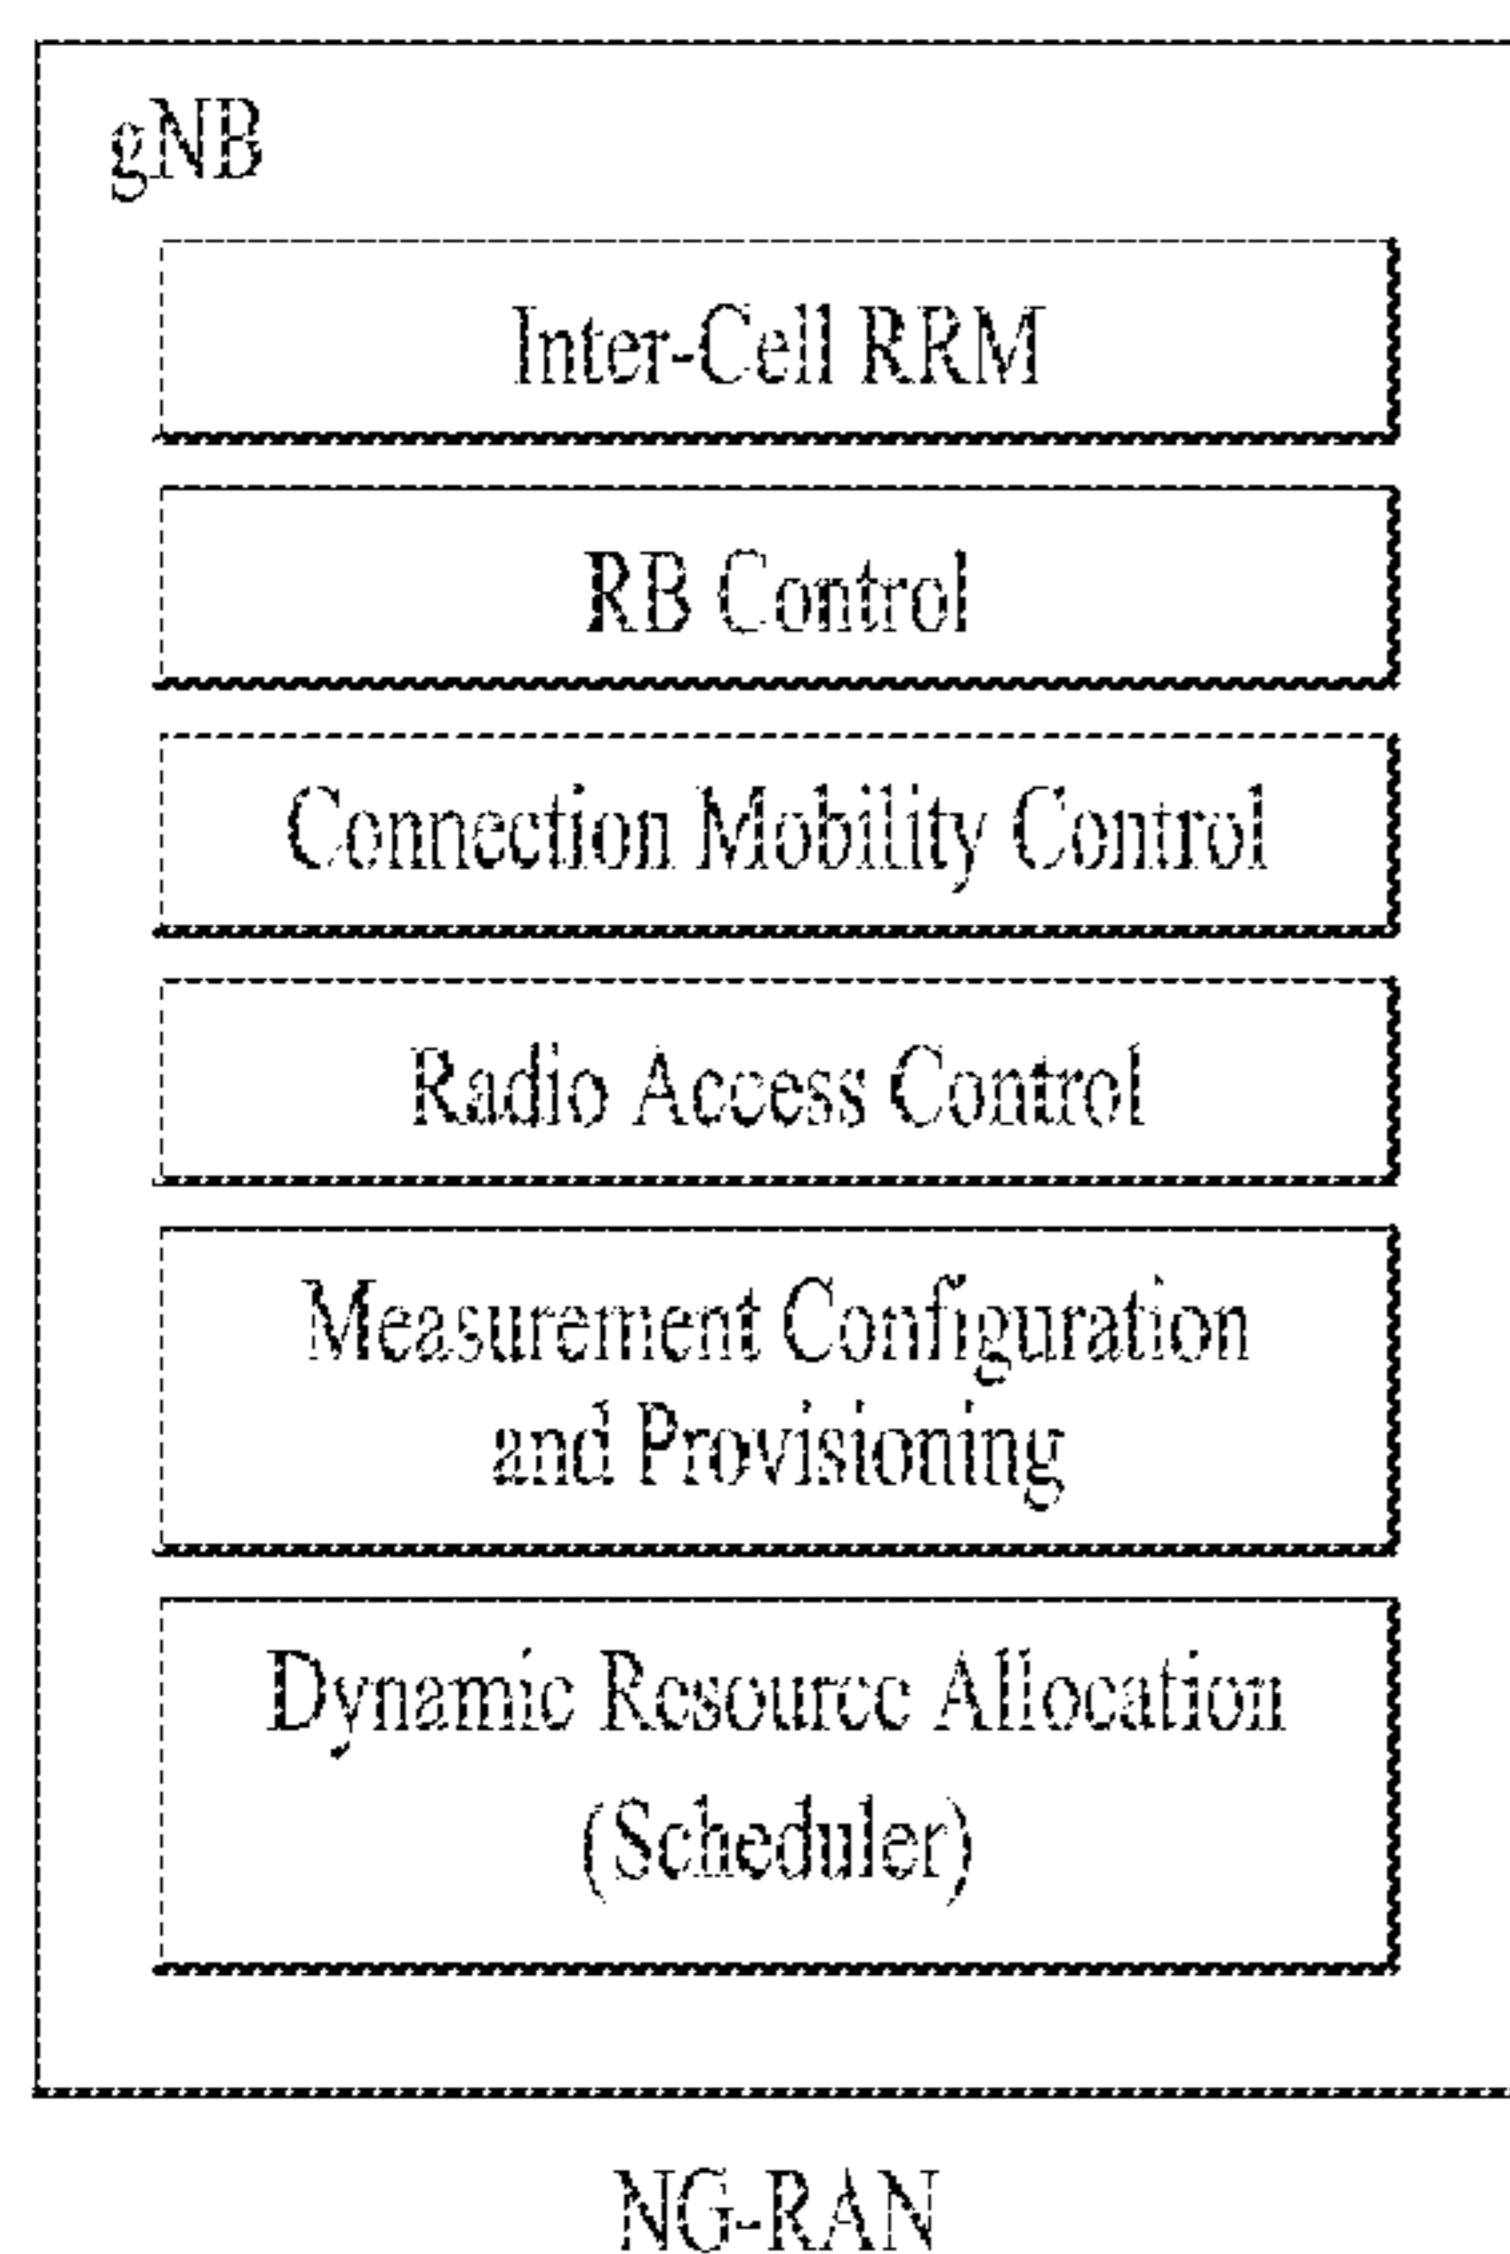 gNB
Inter-Cell RRM
RB Control
Connection Mobility Control
Radio Access Control
Measurement Configuration
and Provisioning
Dynamic Resource Allocation
(Scheduler)
NG-RAN